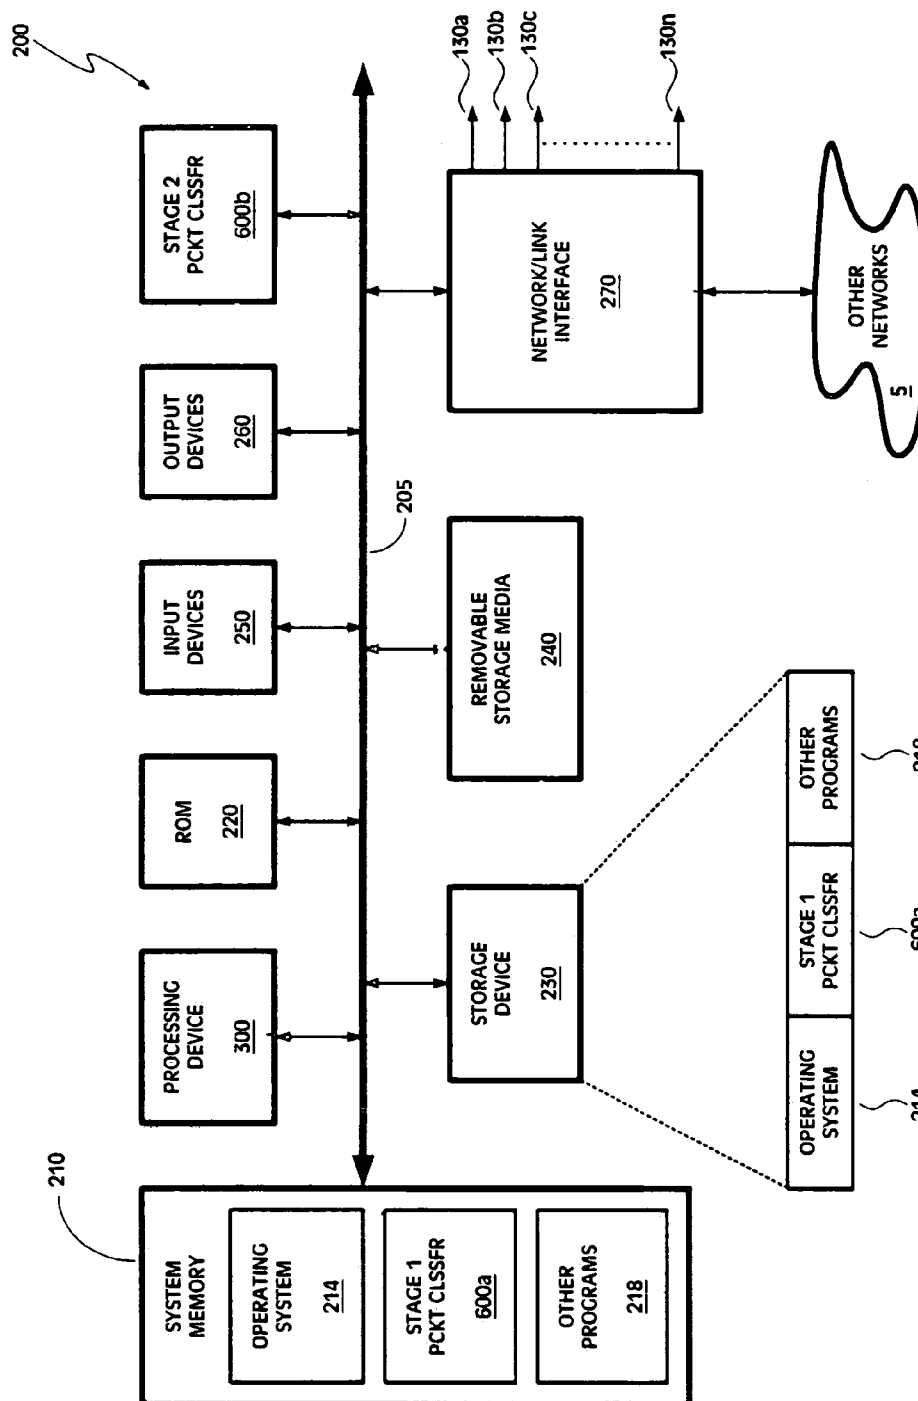 200
210
SYSTEM
MEMORY
OPERATING
SYSTEM
214
STAGE 1
PCKT CLSSFR
600a
OTHER
PROGRAMS
218
PROCESSING
DEVICE
300
ROM
220
INPUT
DEVICES
250
OUTPUT
DEVICES
260
STAGE 2
PCKT CLSSFR
600b
205
STORAGE
DEVICE
230
REMOVABLE
STORAGE MEDIA
240
NETWORK/LINK
INTERFACE
270
130a
130b
130c
130n
OTHER
NETWORKS
5
OPERATING
SYSTEM
STAGE 1
PCKT CLSSFR
OTHER
PROGRAMS